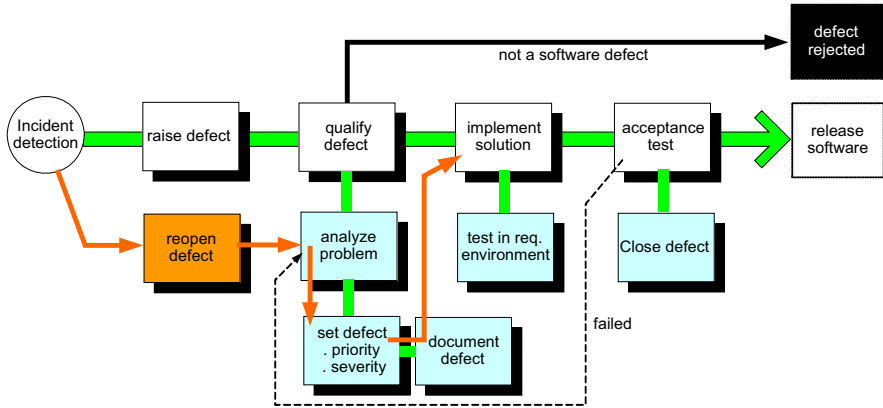 defect
rejected
not a software defect
Incident
detection
raise defect
qualify
defect
implement
solution
acceptance
test
release
software
reopen
defect
analyze
problem
test in req.
environment
Close defect
failed
set defect
. priority
. severity
document
defect